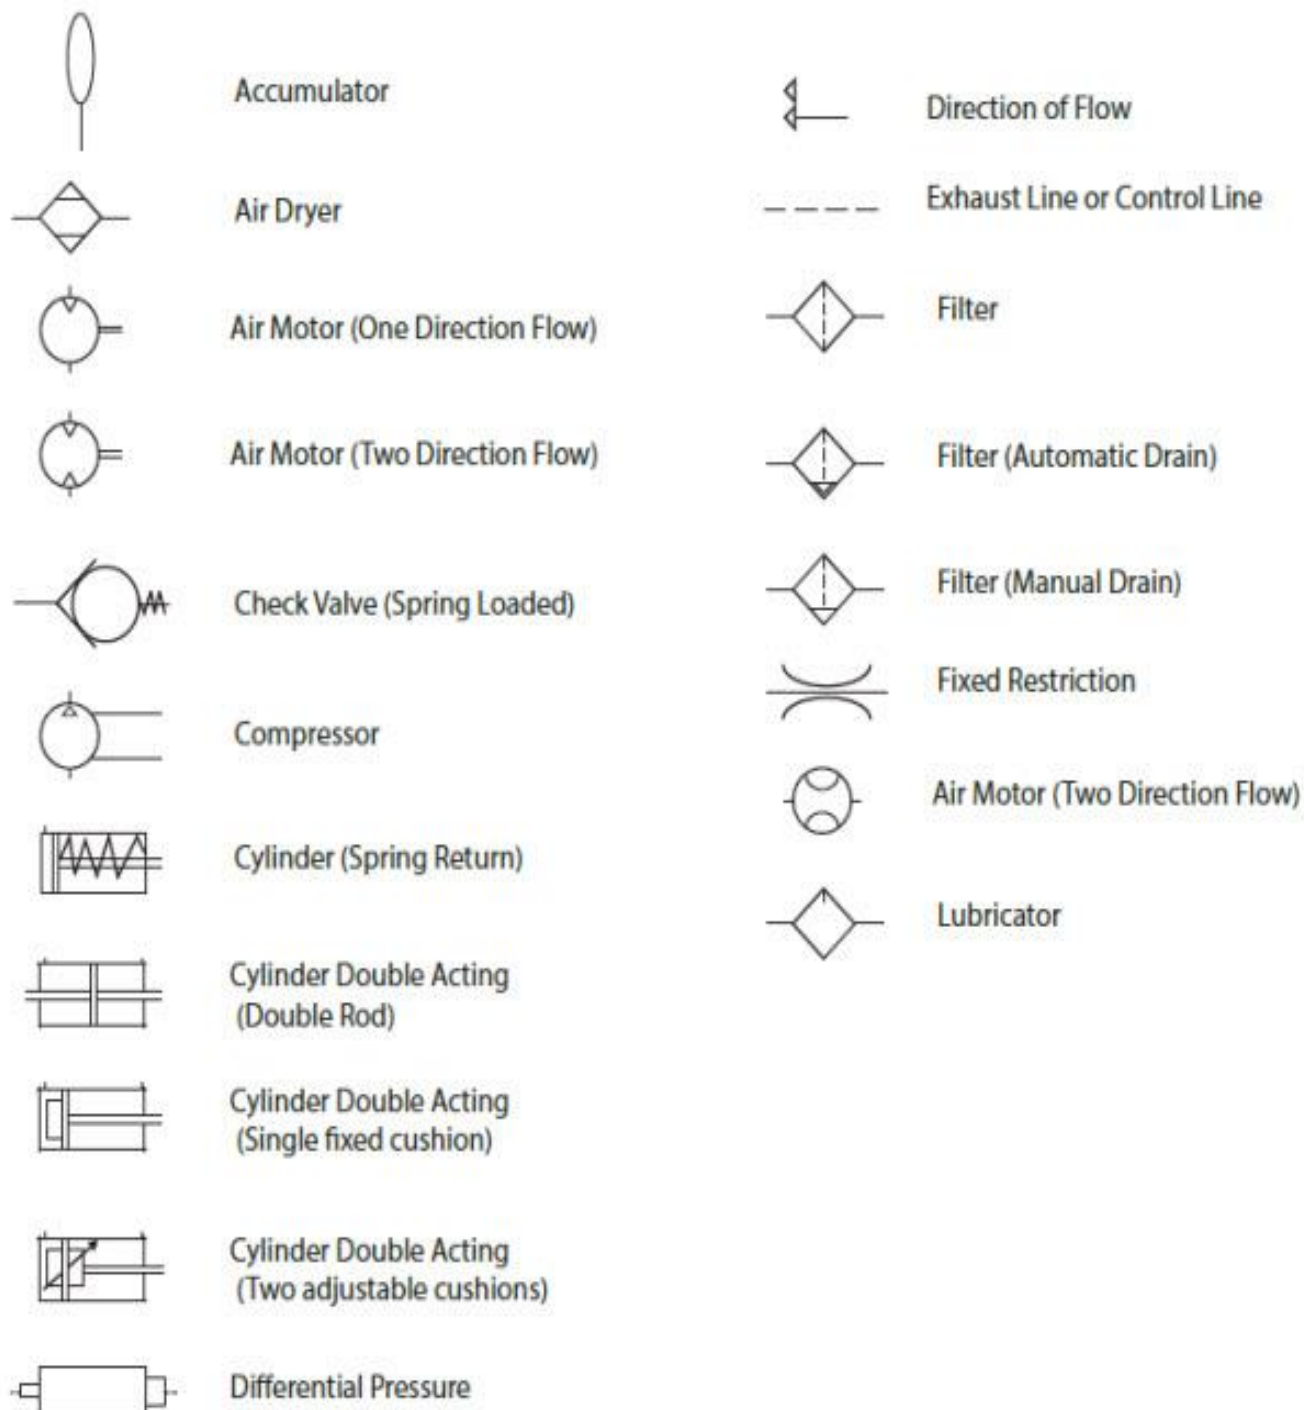 Accumulator
Air Dryer
Air Motor (One Direction Flow)
Air Motor (Two Direction Flow)
Check Valve (Spring Loaded)
Compressor
Cylinder (Spring Return)
Cylinder Double Acting
(Double Rod)
Cylinder Double Acting
(Single fixed cushion)
Cylinder Double Acting
(Two adjustable cushions)
Differential Pressure
Direction of Flow
Exhaust Line or Control Line
Filter
Filter (Automatic Drain)
Filter (Manual Drain)
Fixed Restriction
Air Motor (Two Direction Flow)
Lubricator